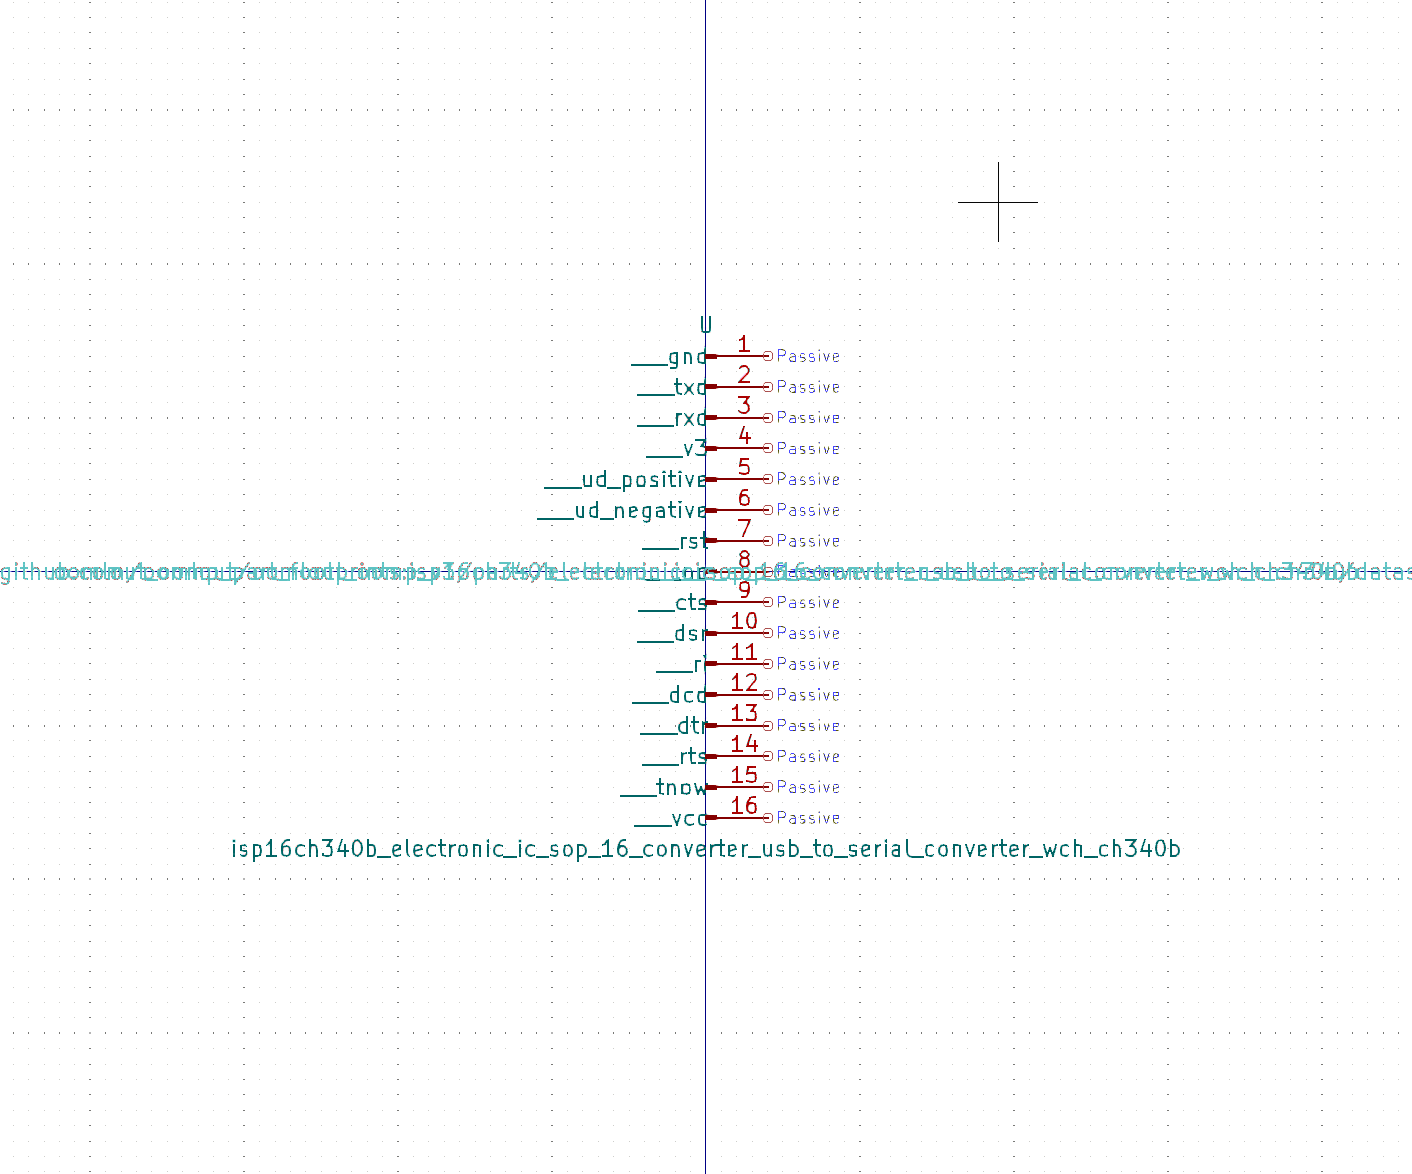 U
___gnd 1 Passive
___txd 2 Passive
___rxd 3 Passive
___v3 4 Passive
___ud_positive 5 Passive
___ud_negative 6 Passive
___rst 7 Passive
8
___cts 9 Passive
___dsr 10 Passive
___ri 11 Passive
___dcd 12 Passive
___dtr 13 Passive
___rts 14 Passive
___tnow 15 Passive
___vcc 16 Passive
isp16ch340b_electronic_ic_sop_16_converter_usb_to_serial_converter_wch_ch340b